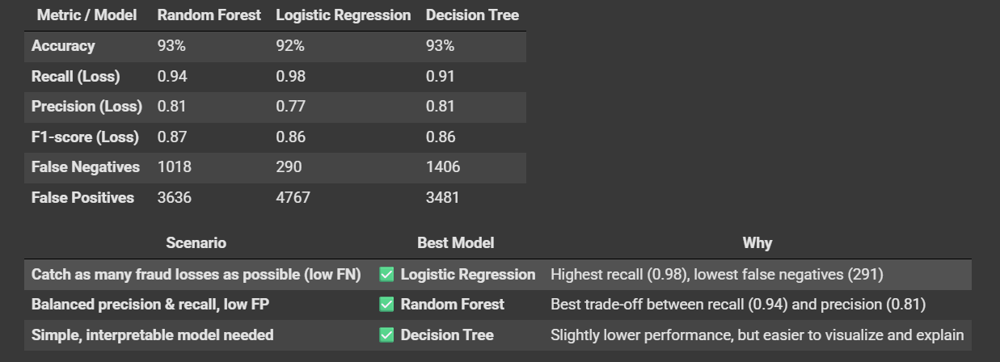 Metric / Model Random Forest Logistic Regression Decision Tree
Accuracy 93% 92% 93%
Recall (Loss) 0.94 0.98 0.91
Precision (Loss) 0.81 0.77 0.81
F1-score (Loss) 0.87 0.86 0.86
False Negatives 1018 290 1406
False Positives 3636 4767 3481
Scenario Best Model Why
Catch as many fraud losses as possible (low FN) ✅ Logistic Regression Highest recall (0.98), lowest false negatives (291)
Balanced precision & recall, low FP ✅ Random Forest Best trade-off between recall (0.94) and precision (0.81)
Simple, interpretable model needed ✅ Decision Tree Slightly lower performance, but easier to visualize and explain